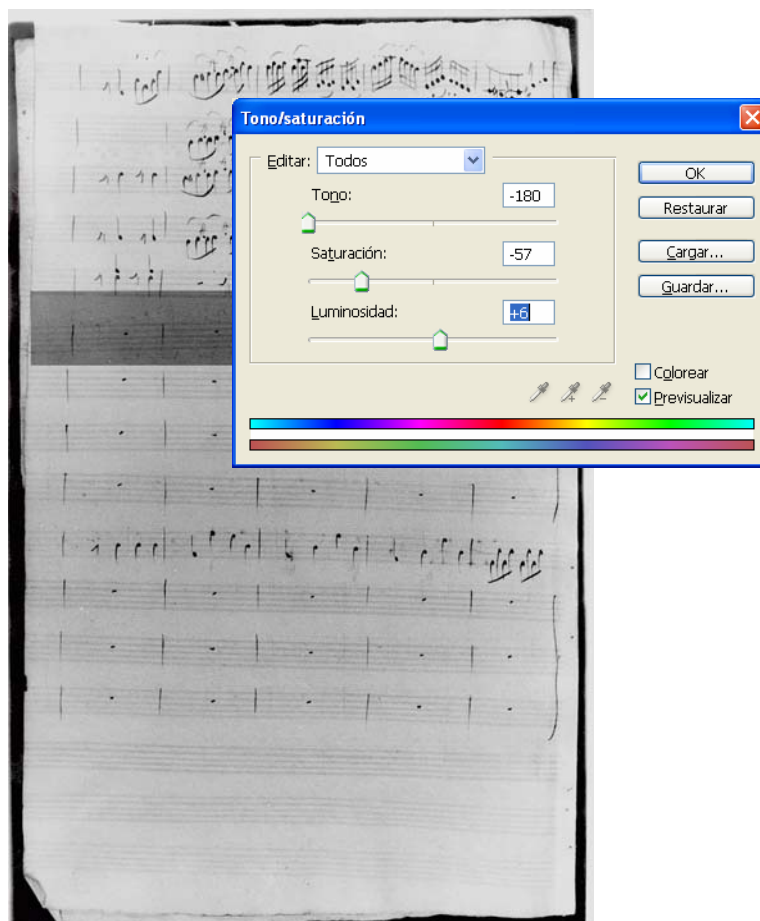 Tono/saturación
Editar: Todos
OK
Tono: -180
Restaurar
Saturación: -57
Cargar...
Luminosidad: +6
Guardar...
Colorear
Previsualizar